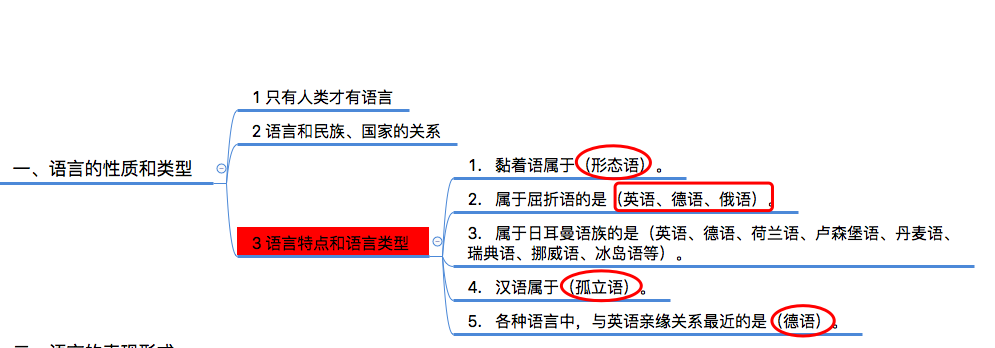 1 只有人类才有语言
2 语言和民族、国家的关系
一、语言的性质和类型
3 语言特点和语言类型
1. 黏着语属于（形态语）。
2. 属于屈折语的是（英语、德语、俄语）。
3. 属于日耳曼语族的是（英语、德语、荷兰语、卢森堡语、丹麦语、
瑞典语、挪威语、冰岛语等）。
4. 汉语属于（孤立语）。
5. 各种语言中，与英语亲缘关系最近的是（德语）。